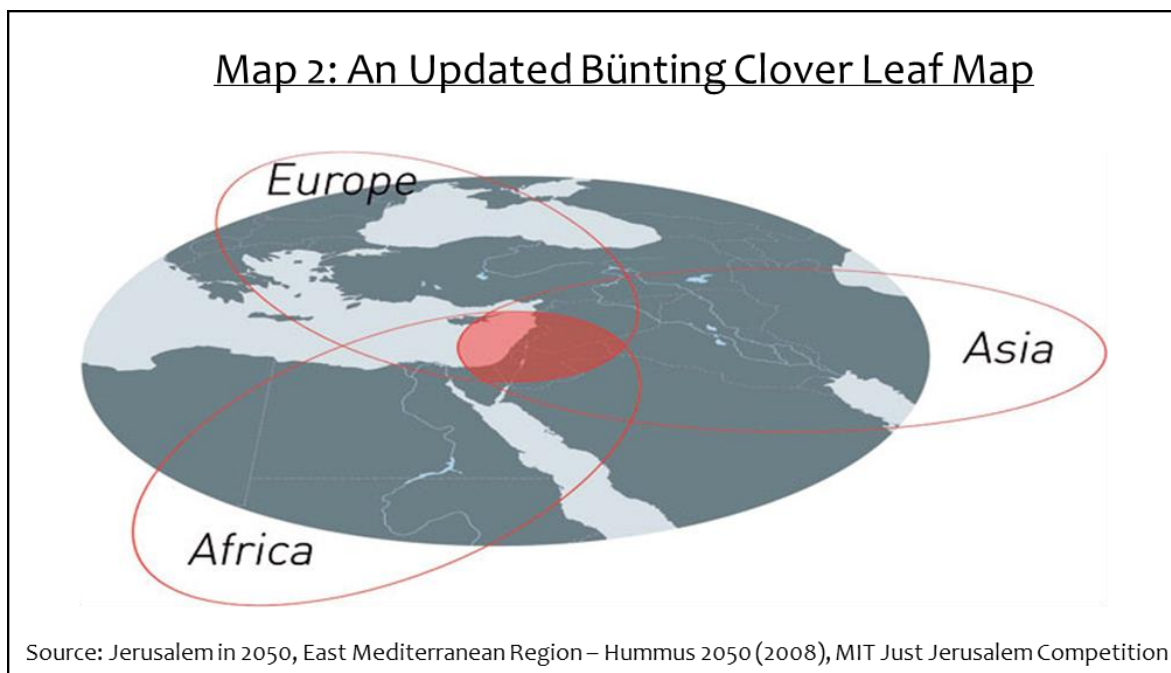 Map 2: An Updated Bünting Clover Leaf Map
Europe
Asia
Africa
Source: Jerusalem in 2050, East Mediterranean Region – Hummus 2050 (2008), MIT Just Jerusalem Competition